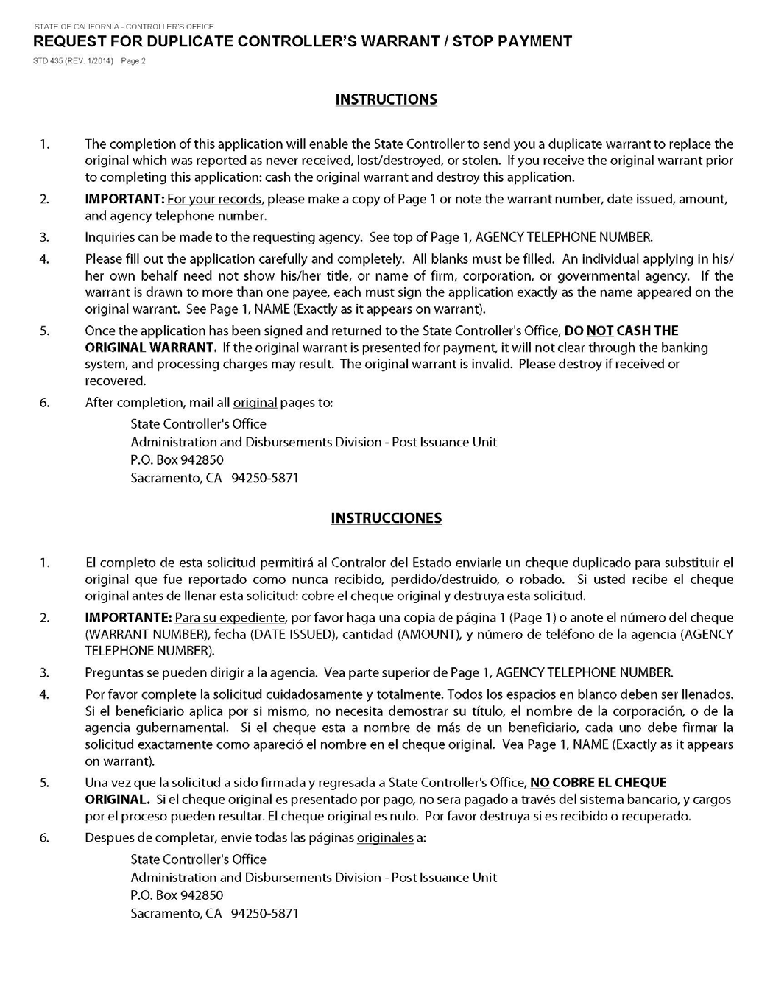 STATE OF CALIFORNIA - CONTROLLER'S OFFICE
REQUEST FOR DUPLICATE CONTROLLER'S WARRANT / STOP PAYMENT
STD 435 (REV. 1/2014) Page 2
INSTRUCTIONS
1. The completion of this application will enable the State Controller to send you a duplicate warrant to replace the
original which was reported as never received, lost/destroyed, or stolen. If you receive the original warrant prior
to completing this application: cash the original warrant and destroy this application.
2. IMPORTANT: For your records, please make a copy of Page 1 or note the warrant number, date issued, amount,
and agency telephone number.
3. Inquiries can be made to the requesting agency. See top of Page 1, AGENCY TELEPHONE NUMBER.
4. Please fill out the application carefully and completely. All blanks must be filled. An individual applying in his/
her own behalf need not show his/her title, or name of firm, corporation, or governmental agency. If the
warrant is drawn to more than one payee, each must sign the application exactly as the name appeared on the
original warrant. See Page 1, NAME (Exactly as it appears on warrant).
5. Once the application has been signed and returned to the State Controller's Office, DO NOT CASH THE
ORIGINAL WARRANT. If the original warrant is presented for payment, it will not clear through the banking
system, and processing charges may result. The original warrant is invalid. Please destroy if received or
recovered.
6. After completion, mail all original pages to:
State Controller's Office
Administration and Disbursements Division - Post Issuance Unit
P.O. Box 942850
Sacramento, CA 94250-5871
INSTRUCCIONES
1. El completo de esta solicitud permitirá al Contralor del Estado enviarle un cheque duplicado para substituir el
original que fue reportado como nunca recibido, perdido/destruido, o robado. Si usted recibe el cheque
original antes de llenar esta solicitud: cobre el cheque original y destruya esta solicitud.
2. IMPORTANTE: Para su expediente, por favor haga una copia de página 1 (Page 1) o anote el número del cheque
(WARRANT NUMBER), fecha (DATE ISSUED), cantidad (AMOUNT), y número de teléfono de la agencia (AGENCY
TELEPHONE NUMBER).
3. Preguntas se pueden dirigir a la agencia. Vea parte superior de Page 1, AGENCY TELEPHONE NUMBER.
4. Por favor complete la solicitud cuidadosamente y totalmente. Todos los espacios en blanco deben ser llenados.
Si el beneficiario aplica por si mismo, no necesita demostrar su título, el nombre de la corporación, o de la
agencia gubernamental. Si el cheque esta a nombre de más de un beneficiario, cada uno debe firmar la
solicitud exactamente como apareció el nombre en el cheque original. Vea Page 1, NAME (Exactly as it appears
on warrant).
5. Una vez que la solicitud a sido firmada y regresada a State Controller's Office, NO COBRE EL CHEQUE
ORIGINAL. Si el cheque original es presentado por pago, no sera pagado a través del sistema bancario, y cargos
por el proceso pueden resultar. El cheque original es nulo. Por favor destruya si es recibido o recuperado.
6. Despues de completar, envie todas las páginas originales a:
State Controller's Office
Administration and Disbursements Division - Post Issuance Unit
P.O. Box 942850
Sacramento, CA 94250-5871